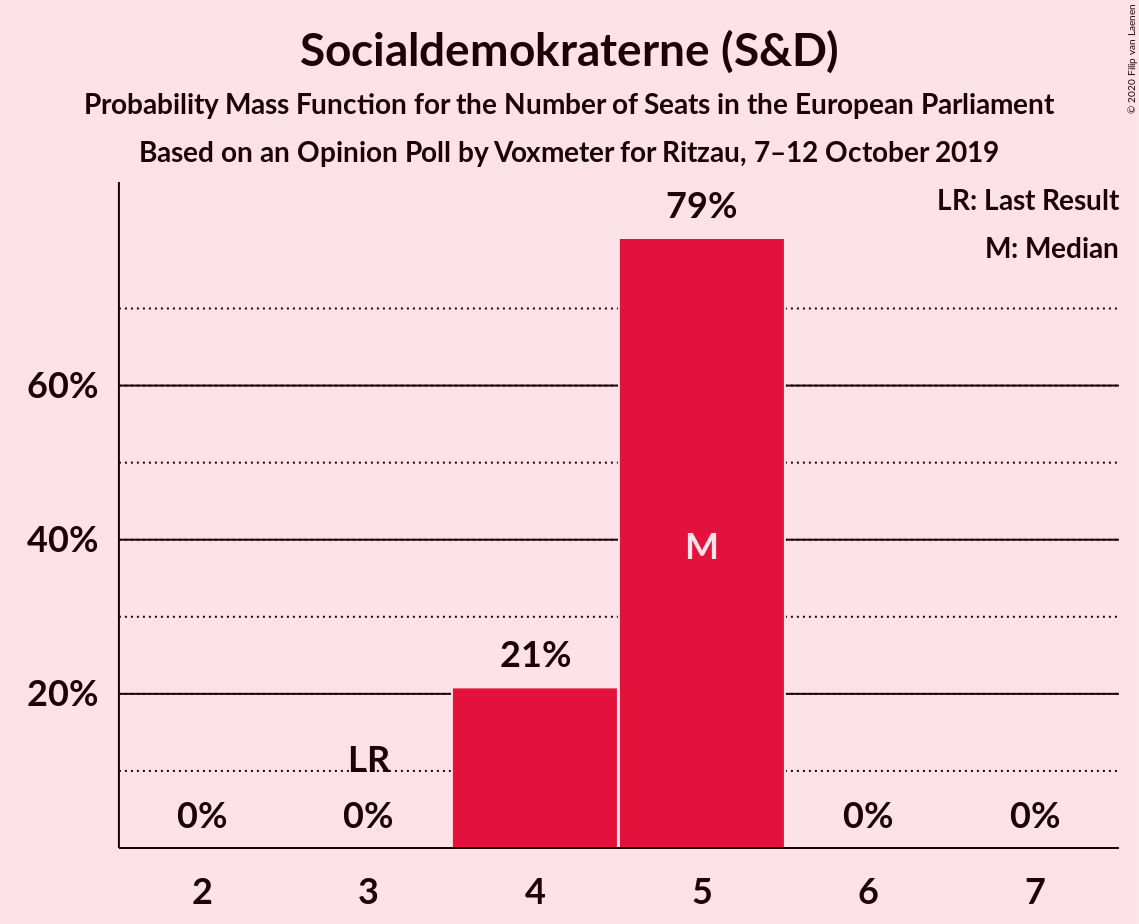 Socialdemokraterne (S&D)
Probability Mass Function for the Number of Seats in the European Parliament
Based on an Opinion Poll by Voxmeter for Ritzau, 7–12 October 2019
© 2020 Filip van Laenen
LR: Last Result
M: Median
79%
60%
40%
M
21%
20%
LR
0%
0%
0%
0%
2
3
4
5
6
7